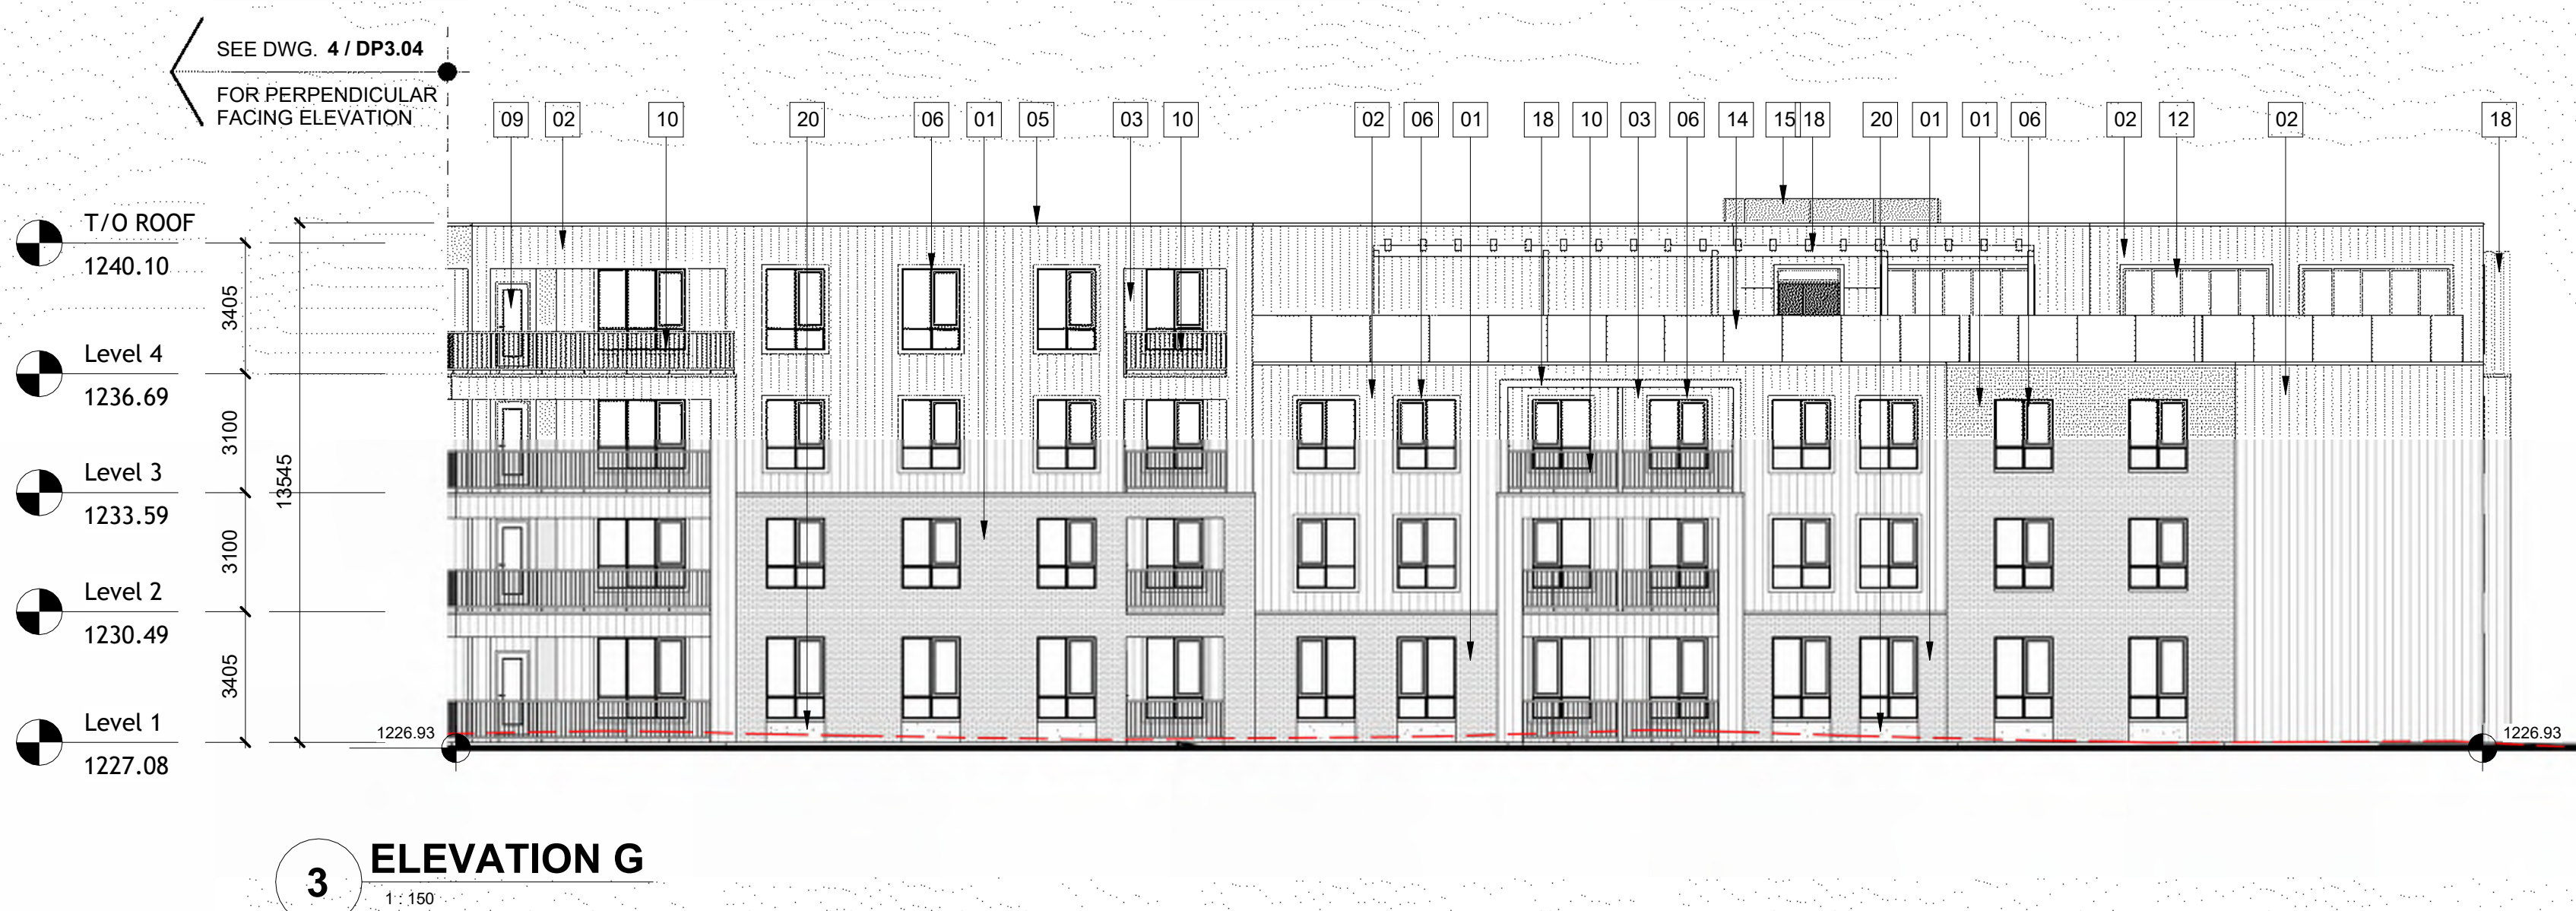 SEE DWG. 4 / DP3.04
FOR PERPENDICULAR
FACING ELEVATION
09 02 10 20 06 01 05 03 10 02 06 01 18 10 03 06 14 15 18 20 01 01 06 02 12 02 18
T/O ROOF
1240.10
3405
Level 4
1236.69
3100
Level 3
1233.59
13545
3100
Level 2
1230.49
3405
Level 1
1227.08
1226.93
1226.93
3
ELEVATION G
1 : 150